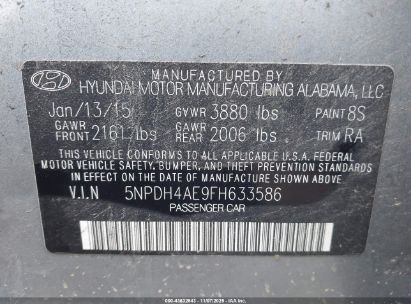 MANUFACTURED BY
HYUNDAI MOTOR MANUFACTURING ALABAMA, LLC
Jan/13/15 GVWR 3880 lbs PAINT 8S
GAWR FRONT 2161 lbs GAWR REAR 2006 lbs TRIM RA
THIS VEHICLE CONFORMS TO ALL APPLICABLE U.S.A. FEDERAL
MOTOR VEHICLE SAFETY, BUMPER, AND THEFT PREVENTION STANDARDS
IN EFFECT ON THE DATE OF MANUFACTURE SHOWN ABOVE.
V.I.N 5NPDH4AE9FH633586
PASSENGER CAR